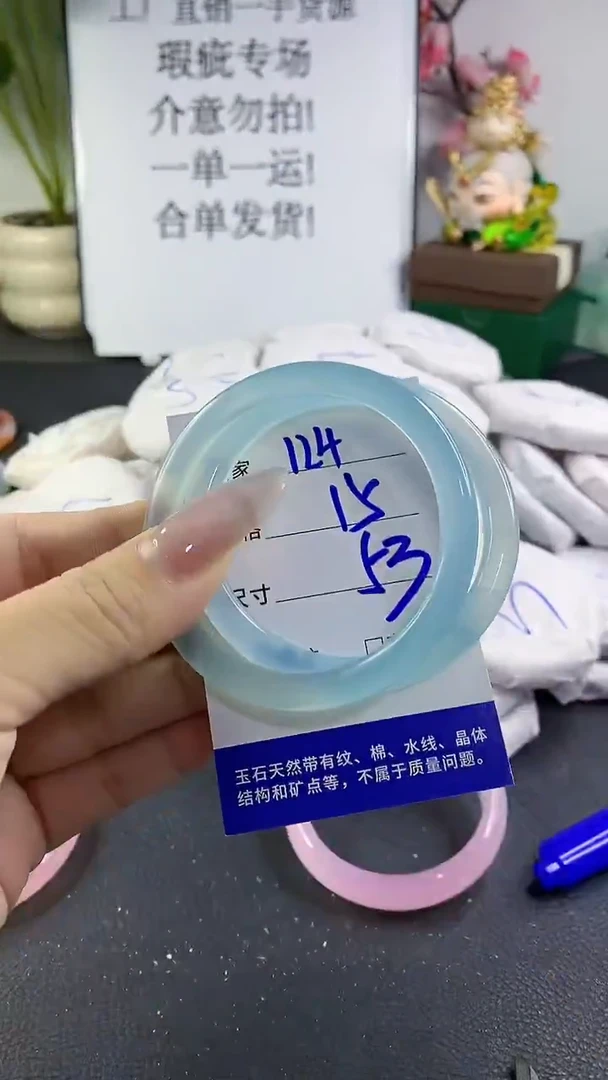 直销一手货源
瑕疵专场
介意勿拍!
一单一运!
合单发货!
家 124
15
尺寸 53
玉石天然带有纹、棉、水线、晶体
结构和矿点等，不属于质量问题。